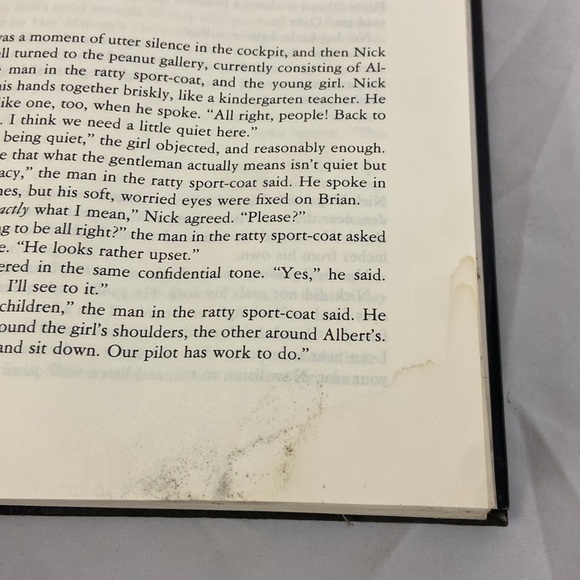 was a moment of utter silence in the cockpit, and then Nick
turned to the peanut gallery, currently consisting of Al-
man in the ratty sport-coat, and the young girl. Nick
his hands together briskly, like a kindergarten teacher. He
like one, too, when he spoke. “All right, people! Back to
. I think we need a little quiet here.”
being quiet,” the girl objected, and reasonably enough.
that what the gentleman actually means isn't quiet but
acy,” the man in the ratty sport-coat said. He spoke in
nes, but his soft, worried eyes were fixed on Brian.
actly what I mean,” Nick agreed. “Please?”
ng to be all right?” the man in the ratty sport-coat asked
e. “He looks rather upset.”
ered in the same confidential tone. “Yes,” he said.
I'll see to it.”
children,” the man in the ratty sport-coat said. He
ound the girl's shoulders, the other around Albert's.
and sit down. Our pilot has work to do.”